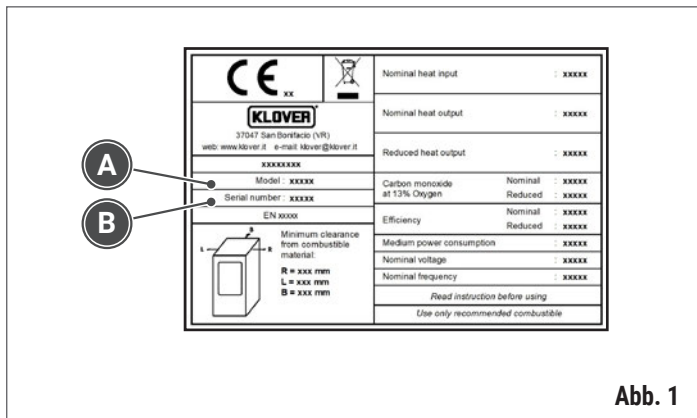 CE xx
KLOVER
37047 San Bonifacio (VR)
web: www.klover.it e-mail: klover@klover.it
xxxxxxxx
A
Model : xxxxx
B
Serial number : xxxxx
EN xxxxx
B
L
R
Minimum clearance
from combustible
material:
R = xxx mm
L = xxx mm
B = xxx mm
Nominal heat input : xxxxx
Nominal heat output : xxxxx
Reduced heat output : xxxxx
Carbon monoxide Nominal : xxxxx
at 13% Oxygen Reduced : xxxxx
Efficiency Nominal : xxxxx
Reduced : xxxxx
Medium power consumption : xxxxx
Nominal voltage : xxxxx
Nominal frequency : xxxxx
Read instruction before using
Use only recommended combustible
Abb. 1